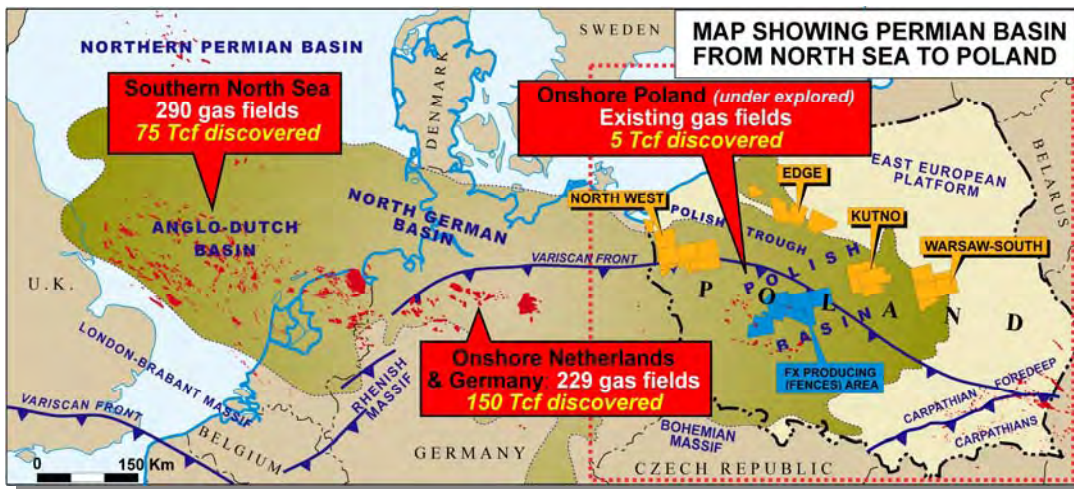 MAP SHOWING PERMIAN BASIN
FROM NORTH SEA TO POLAND
NORTHERN PERMIAN BASIN
SWEDEN
DENMARK
Southern North Sea
290 gas fields
75 Tcf discovered
Onshore Poland (under explored)
Existing gas fields
5 Tcf discovered
BELARUS
EAST EUROPEAN
PLATFORM
EDGE
NORTH WEST
KUTNO
WARSAW-SOUTH
POLISH TROUGH
ANGLO-DUTCH
BASIN
NORTH GERMAN
BASIN
VARISCAN FRONT
POLISH
BASIN
POLAND
U.K.
LONDON-BRABANT MASSIF
RHENISH
MASSIF
Onshore Netherlands
& Germany: 229 gas fields
150 Tcf discovered
FX PRODUCING
(FENCES) AREA
VARISCAN FRONT
BELGIUM
GERMANY
BOHEMIAN
MASSIF
CZECH REPUBLIC
CARPATHIAN FOREDEEP
CARPATHIANS
0 150 Km